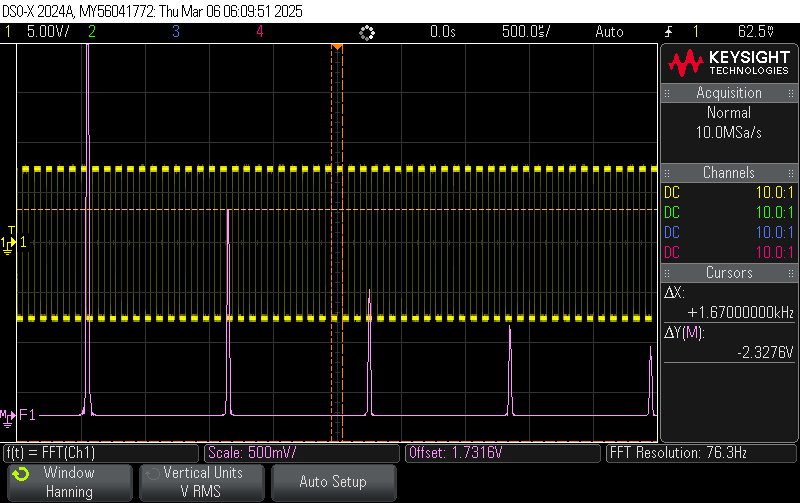 DSO-X 2024A, MY56041772: Thu Mar 06 06:09:51 2025
1 5.00V/ 2 3 4 0.0s 500.0㎲/ Auto 1 62.5%
KEYSIGHT
TECHNOLOGIES
Acquisition
Normal
10.0MSa/s
Channels
DC 10.0:1
DC 10.0:1
DC 10.0:1
DC 10.0:1
Cursors
ΔX:
+1.67000000kHz
ΔY(M):
-2.3276V
T
1 1
M F1
f(t) = FFT(Ch1) Scale: 500mV/ Offset: 1.7316V FFT Resolution: 76.3Hz
Window
Hanning
Vertical Units
V RMS
Auto Setup